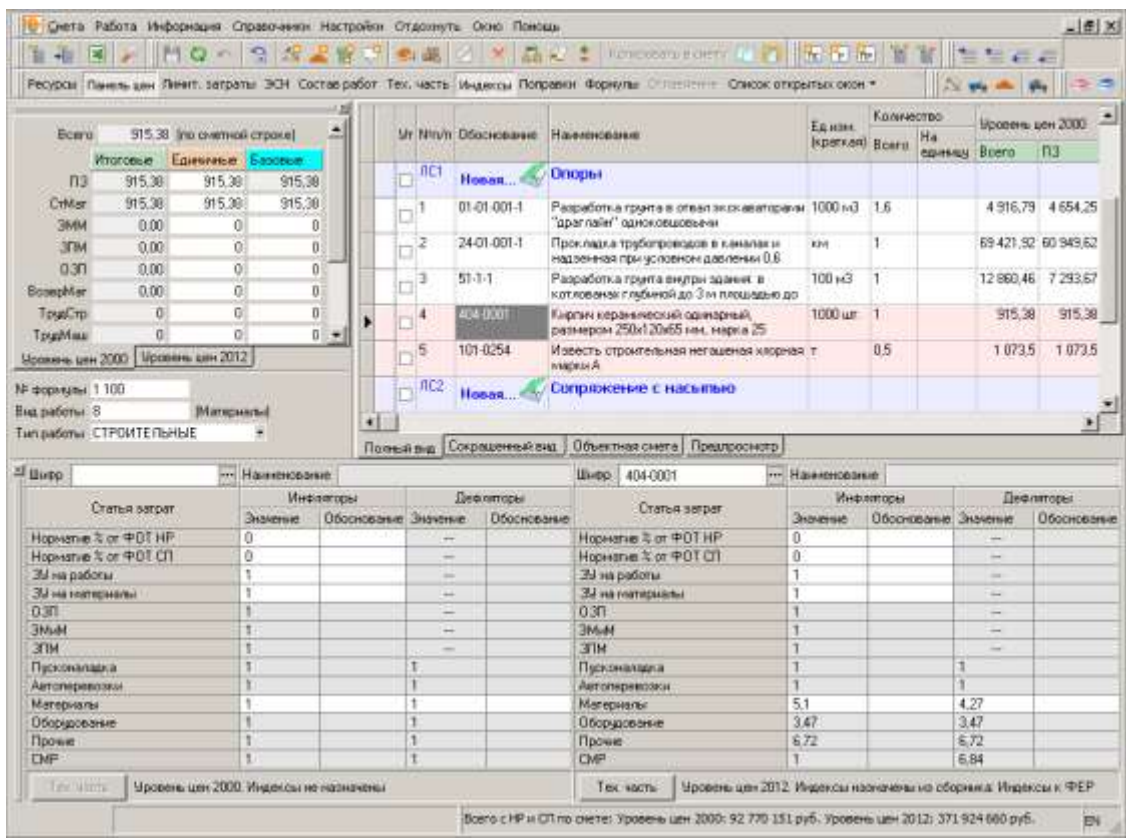 Смета Работа Информация Справочники Настройки Отдохнуть Окно Помощь
Копировать в смету
Ресурсы Панель цен Лимит. затраты ЭСН Состав работ Тех. часть Индексы Поправки Формулы Оглавление Список открытых окон
Всего 915,38 [по сметной строке]
Итоговые Единичные Базовые
ПЗ 915,38 915,38 915,38
СтМат 915,38 915,38 915,38
ЭММ 0,00 0 0
ЗПМ 0,00 0 0
ОЗП 0,00 0 0
ВозврМат 0,00 0 0
ТрудСтр 0 0 0
ТрудМаш 0 0 0
Уровень цен 2000 Уровень цен 2012
№ формулы 1 100
Вид работы 8 [Материалы]
Тип работы СТРОИТЕЛЬНЫЕ
Уг №п/п Обоснование Наименование Ед.изм. (краткая) Количество Уровень цен 2000
Всего На единицу Всего ПЗ
ЛС1 Новая... Опоры
1 01-01-001-1 Разработка грунта в отвал экскаваторами 1000 м3 1,6 4 916,79 4 654,25
"драглайн" одноковшовыми
2 24-01-001-1 Прокладка трубопроводов в каналах и км 1 69 421,92 60 949,62
надземная при условном давлении 0,6
3 51-1-1 Разработка грунта внутри здания: в 100 м3 1 12 860,46 7 293,67
котлованах глубиной до 3 м площадью до
4 404-0001 Кирпич керамический одинарный, 1000 шт 1 915,38 915,38
размером 250х120х65 мм, марка 25
5 101-0254 Известь строительная негашеная хлорная т 0,5 1 073,5 1 073,5
марки А
ЛС2 Новая... Сопряжение с насыпью
Полный вид Сокращенный вид Объектная смета Предпросмотр
Шифр Наименование
Статья затрат Инфляторы Дефляторы
Значение Обоснование Значение Обоснование
Норматив % от ФОТ НР 0 --
Норматив % от ФОТ СП 0 --
ЗУ на работы 1 --
ЗУ на материалы 1 --
ОЗП 1 --
ЭМиМ 1 --
ЗПМ 1 --
Пусконаладка 1 1
Автоперевозки 1 1
Материалы 1 1
Оборудование 1 1
Прочие 1 1
СМР 1 1
Тех. часть Уровень цен 2000. Индексы не назначены
Шифр 404-0001 Наименование
Статья затрат Инфляторы Дефляторы
Значение Обоснование Значение Обоснование
Норматив % от ФОТ НР 0 --
Норматив % от ФОТ СП 0 --
ЗУ на работы 1 --
ЗУ на материалы 1 --
ОЗП 1 --
ЭМиМ 1 --
ЗПМ 1 --
Пусконаладка 1 1
Автоперевозки 1 1
Материалы 5,1 4,27
Оборудование 3,47 3,47
Прочие 6,72 6,72
СМР 1 6,84
Тех. часть Уровень цен 2012. Индексы назначены из сборника: Индексы к ФЕР
Всего с НР и СП по смете: Уровень цен 2000: 92 770 151 руб. Уровень цен 2012: 371 924 660 руб. EN